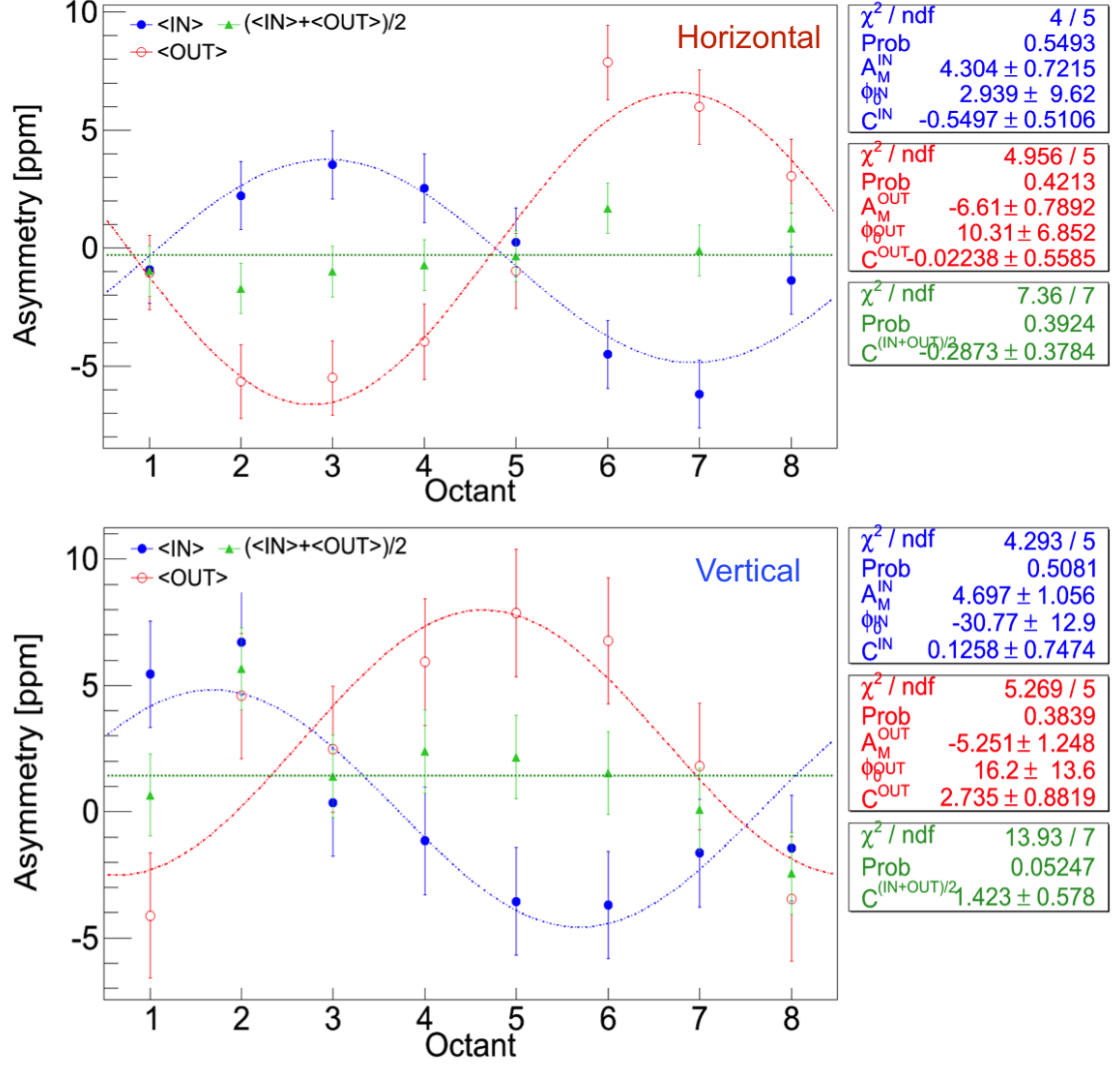 <IN> (<IN>+<OUT>)/2
<OUT>
Horizontal
Asymmetry [ppm]
10
5
0
-5
1 2 3 4 5 6 7 8
Octant
χ² / ndf 4 / 5
Prob 0.5493
A_M^IN 4.304 ± 0.7215
ϕ_0^IN 2.939 ± 9.62
C^IN -0.5497 ± 0.5106
χ² / ndf 4.956 / 5
Prob 0.4213
A_M^OUT -6.61 ± 0.7892
ϕ_0^OUT 10.31 ± 6.852
C^OUT -0.02238 ± 0.5585
χ² / ndf 7.36 / 7
Prob 0.3924
C^(IN+OUT)/2 -0.2873 ± 0.3784
<IN> (<IN>+<OUT>)/2
<OUT>
Vertical
Asymmetry [ppm]
10
5
0
-5
1 2 3 4 5 6 7 8
Octant
χ² / ndf 4.293 / 5
Prob 0.5081
A_M^IN 4.697 ± 1.056
ϕ_0^IN -30.77 ± 12.9
C^IN 0.1258 ± 0.7474
χ² / ndf 5.269 / 5
Prob 0.3839
A_M^OUT -5.251 ± 1.248
ϕ_0^OUT 16.2 ± 13.6
C^OUT 2.735 ± 0.8819
χ² / ndf 13.93 / 7
Prob 0.05247
C^(IN+OUT)/2 1.423 ± 0.578